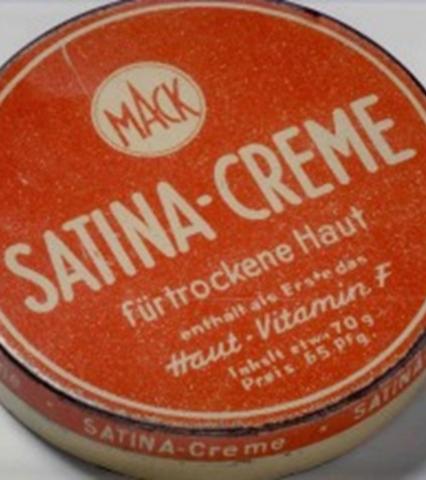 MACK
SATINA-CREME
für trockene Haut
enthält als Erste das
Haut-Vitamin F
Inhalt etwa 70 g
Preis 65 Pfg.
SATINA-Creme · SATINA